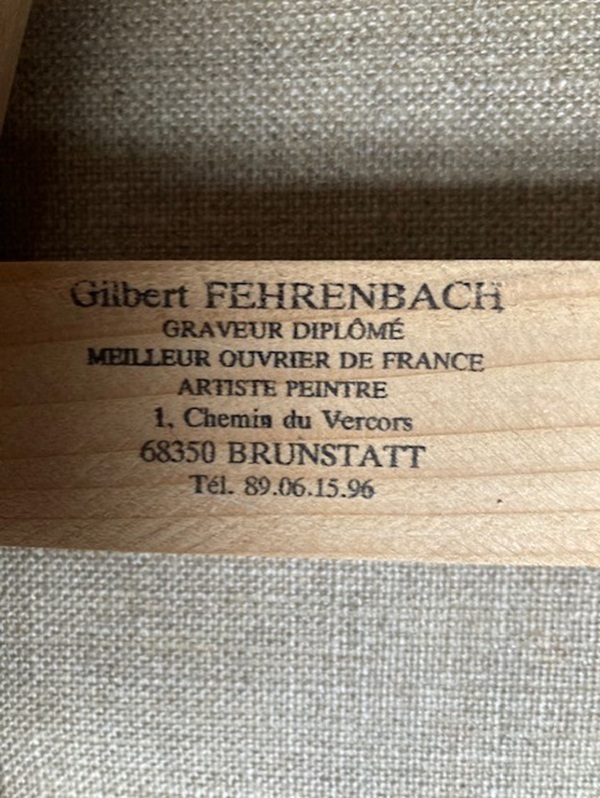 Gilbert FEHRENBACH
GRAVEUR DIPLÔMÉ
MEILLEUR OUVRIER DE FRANCE
ARTISTE PEINTRE
1, Chemin du Vercors
68350 BRUNSTATT
Tél. 89.06.15.96